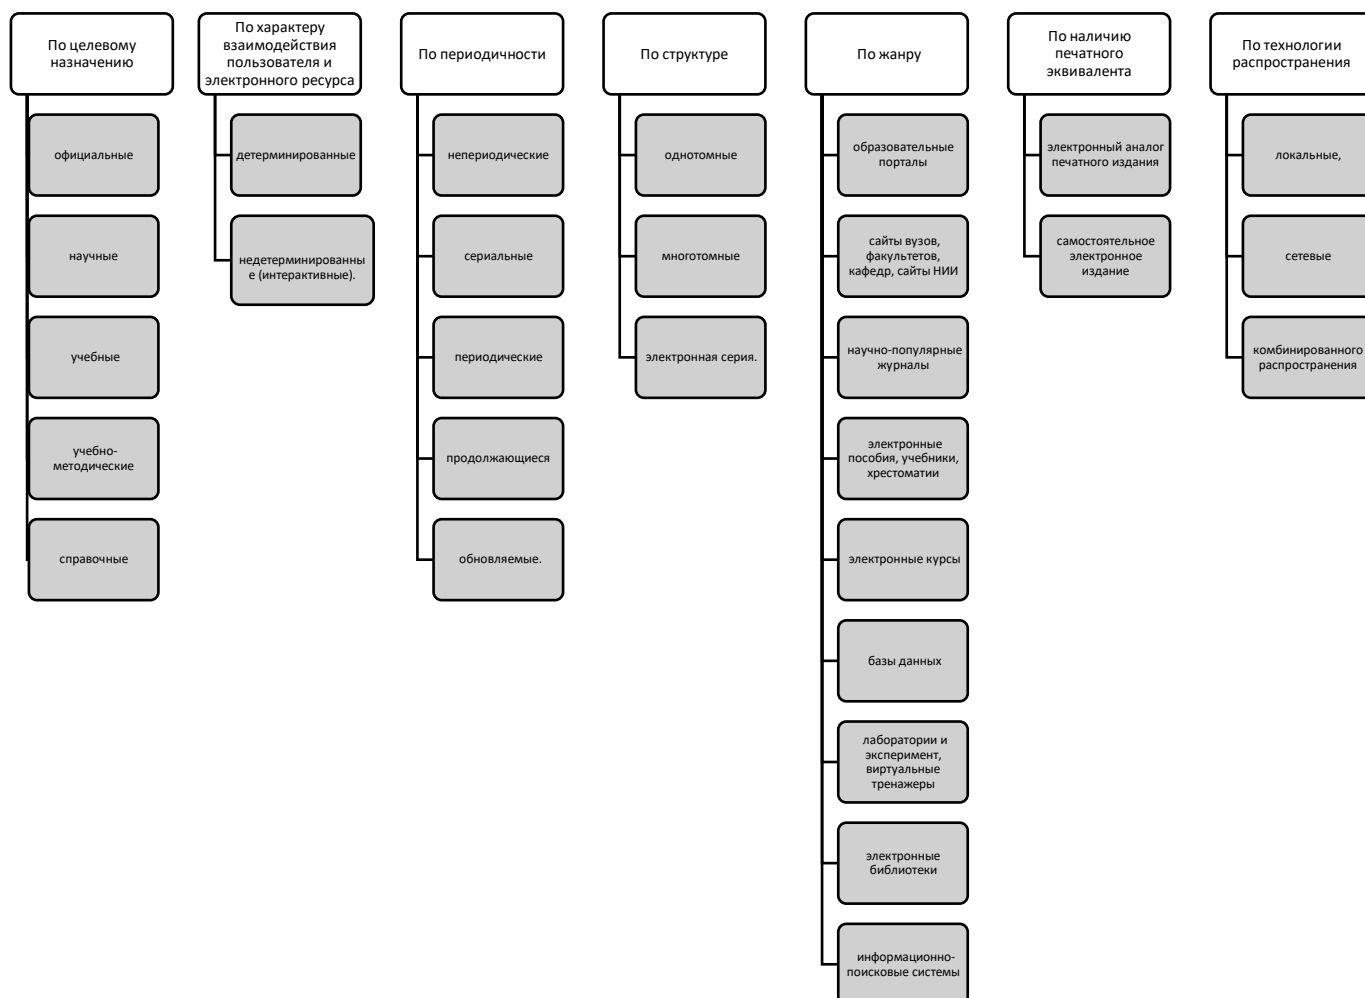 По целевому
назначению
официальные
научные
учебные
учебно-
методические
справочные
По характеру
взаимодействия
пользователя и
электронного ресурса
детерминированные
недетерминированны
е (интерактивные).
По периодичности
непериодические
сериальные
периодические
продолжающиеся
обновляемые.
По структуре
однотомные
многотомные
электронная серия.
По жанру
образовательные
порталы
сайты вузов,
факультетов,
кафедр, сайты НИИ
научно-популярные
журналы
электронные
пособия, учебники,
хрестоматии
электронные курсы
базы данных
лаборатории и
эксперимент,
виртуальные
тренажеры
электронные
библиотеки
информационно-
поисковые системы
По наличию
печатного
эквивалента
электронный аналог
печатного издания
самостоятельное
электронное
издание
По технологии
распространения
локальные,
сетевые
комбинированного
распространения